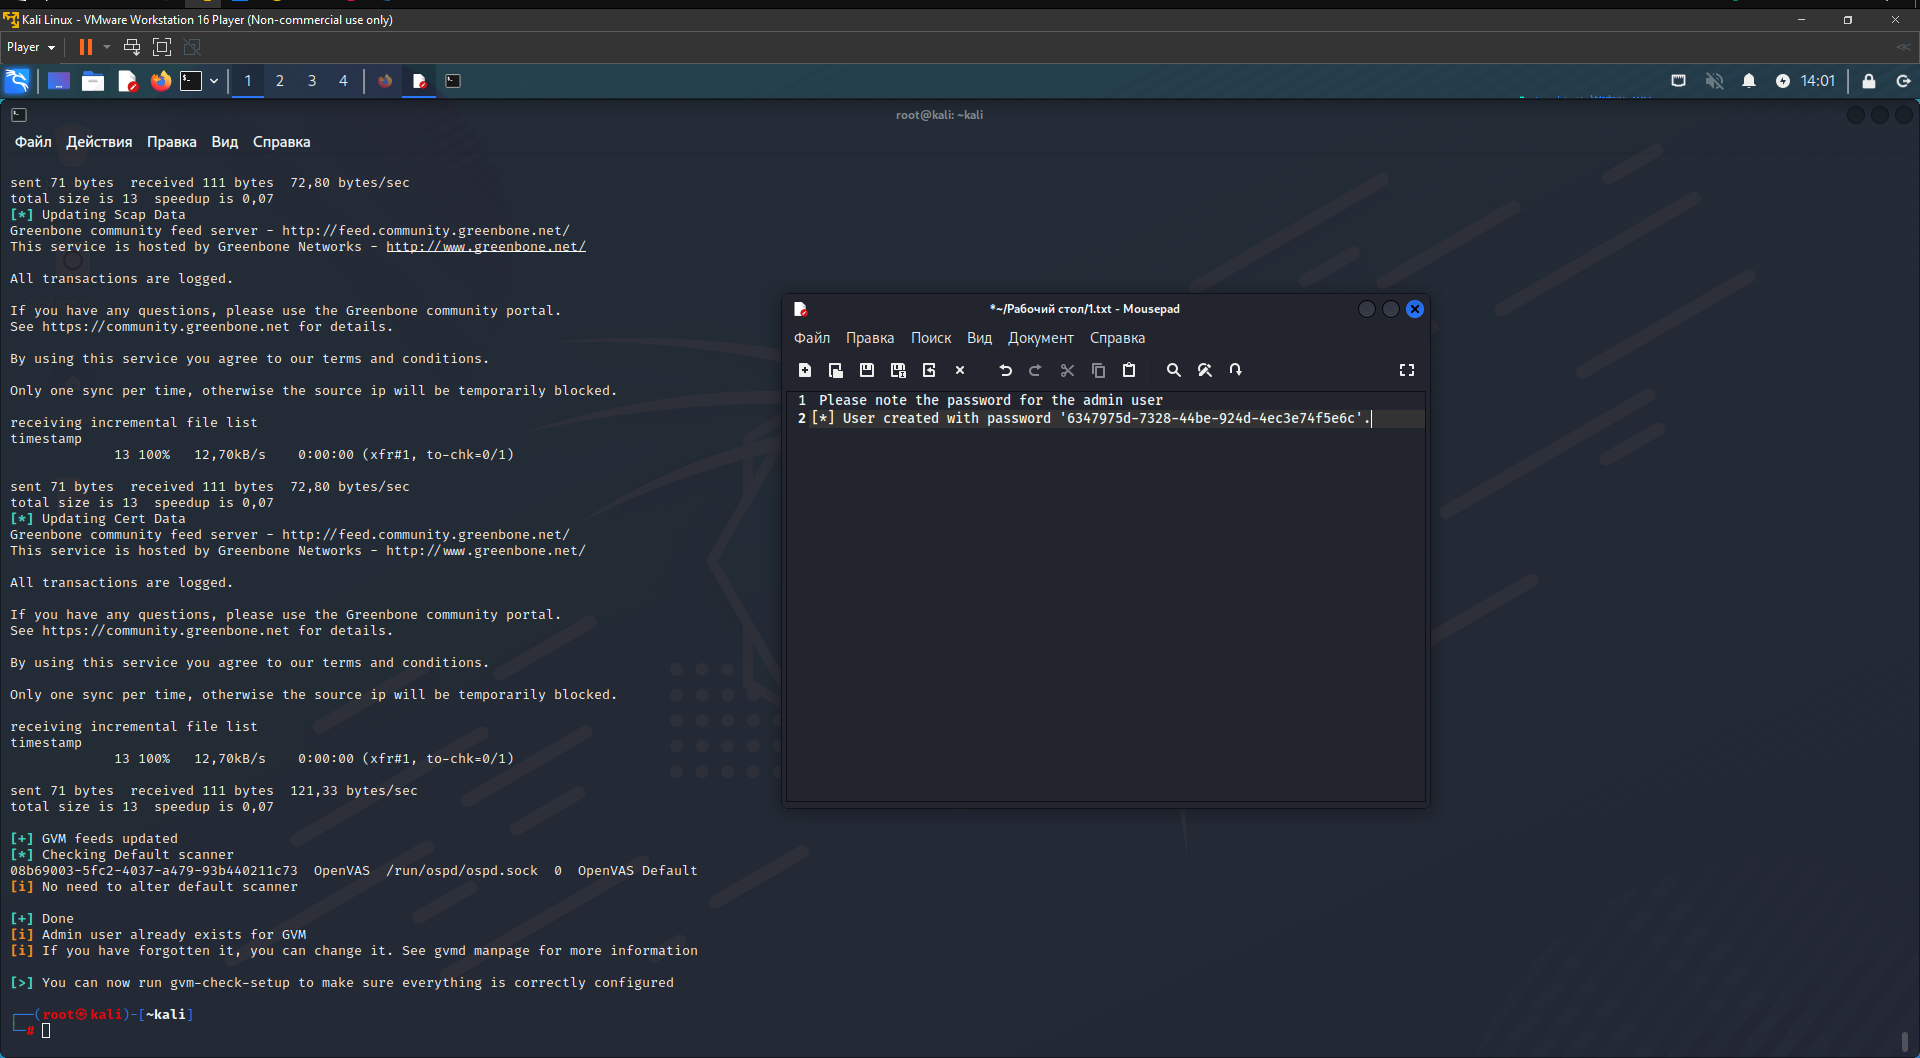 Kali Linux - VMware Workstation 16 Player (Non-commercial use only)
Player
1 2 3 4
14:01
root@kali: ~kali
Файл Действия Правка Вид Справка
sent 71 bytes  received 111 bytes  72,80 bytes/sec
total size is 13  speedup is 0,07
[*] Updating Scap Data
Greenbone community feed server - http://feed.community.greenbone.net/
This service is hosted by Greenbone Networks - http://www.greenbone.net/
All transactions are logged.
If you have any questions, please use the Greenbone community portal.
See https://community.greenbone.net for details.
By using this service you agree to our terms and conditions.
Only one sync per time, otherwise the source ip will be temporarily blocked.
receiving incremental file list
timestamp
13 100%   12,70kB/s    0:00:00 (xfr#1, to-chk=0/1)
sent 71 bytes  received 111 bytes  72,80 bytes/sec
total size is 13  speedup is 0,07
[*] Updating Cert Data
Greenbone community feed server - http://feed.community.greenbone.net/
This service is hosted by Greenbone Networks - http://www.greenbone.net/
All transactions are logged.
If you have any questions, please use the Greenbone community portal.
See https://community.greenbone.net for details.
By using this service you agree to our terms and conditions.
Only one sync per time, otherwise the source ip will be temporarily blocked.
receiving incremental file list
timestamp
13 100%   12,70kB/s    0:00:00 (xfr#1, to-chk=0/1)
sent 71 bytes  received 111 bytes  121,33 bytes/sec
total size is 13  speedup is 0,07
[+] GVM feeds updated
[*] Checking Default scanner
08b69003-5fc2-4037-a479-93b440211c73  OpenVAS  /run/ospd/ospd.sock  0  OpenVAS Default
[i] No need to alter default scanner
[+] Done
[i] Admin user already exists for GVM
[i] If you have forgotten it, you can change it. See gvmd manpage for more information
[>] You can now run gvm-check-setup to make sure everything is correctly configured
┌──(root㉿kali)-[~kali]
└─#
*~/Рабочий стол/1.txt - Mousepad
Файл Правка Поиск Вид Документ Справка
1 Please note the password for the admin user
2 [*] User created with password '6347975d-7328-44be-924d-4ec3e74f5e6c'.